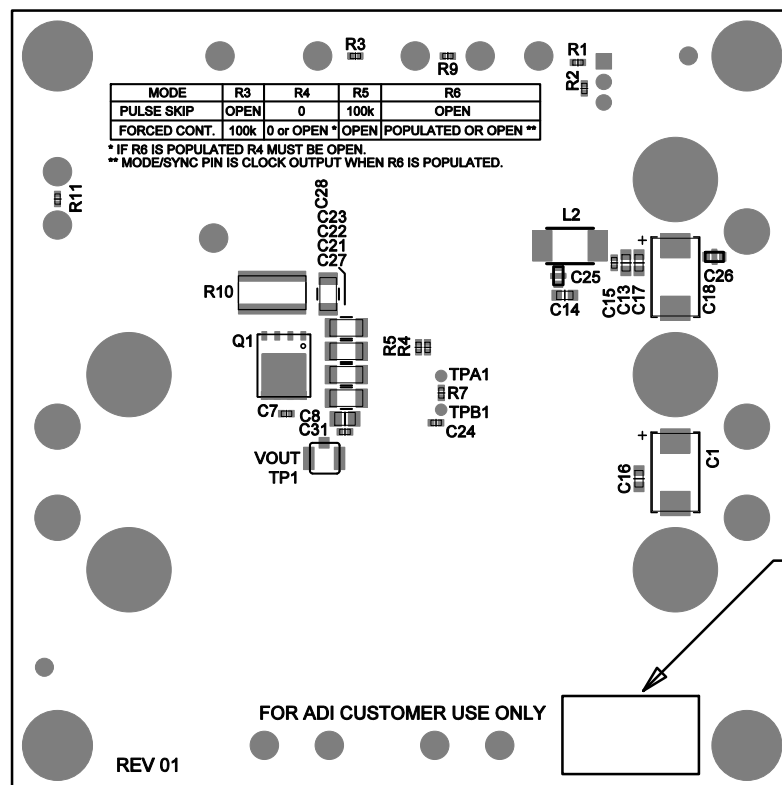 R3
R9
R1
R2
MODE R3 R4 R5 R6
PULSE SKIP OPEN 0 100k OPEN
FORCED CONT. 100k 0 or OPEN * OPEN POPULATED OR OPEN **
* IF R6 IS POPULATED R4 MUST BE OPEN.
** MODE/SYNC PIN IS CLOCK OUTPUT WHEN R6 IS POPULATED.
R11
C28
C23
C22
C21
C27
L2
+
C25
C26
C14
C15
C13
C17
C18
R10
Q1
R5
R4
TPA1
R7
TPB1
C7
C8
C31
C24
VOUT
TP1
+
C16
C1
FOR ADI CUSTOMER USE ONLY
REV 01